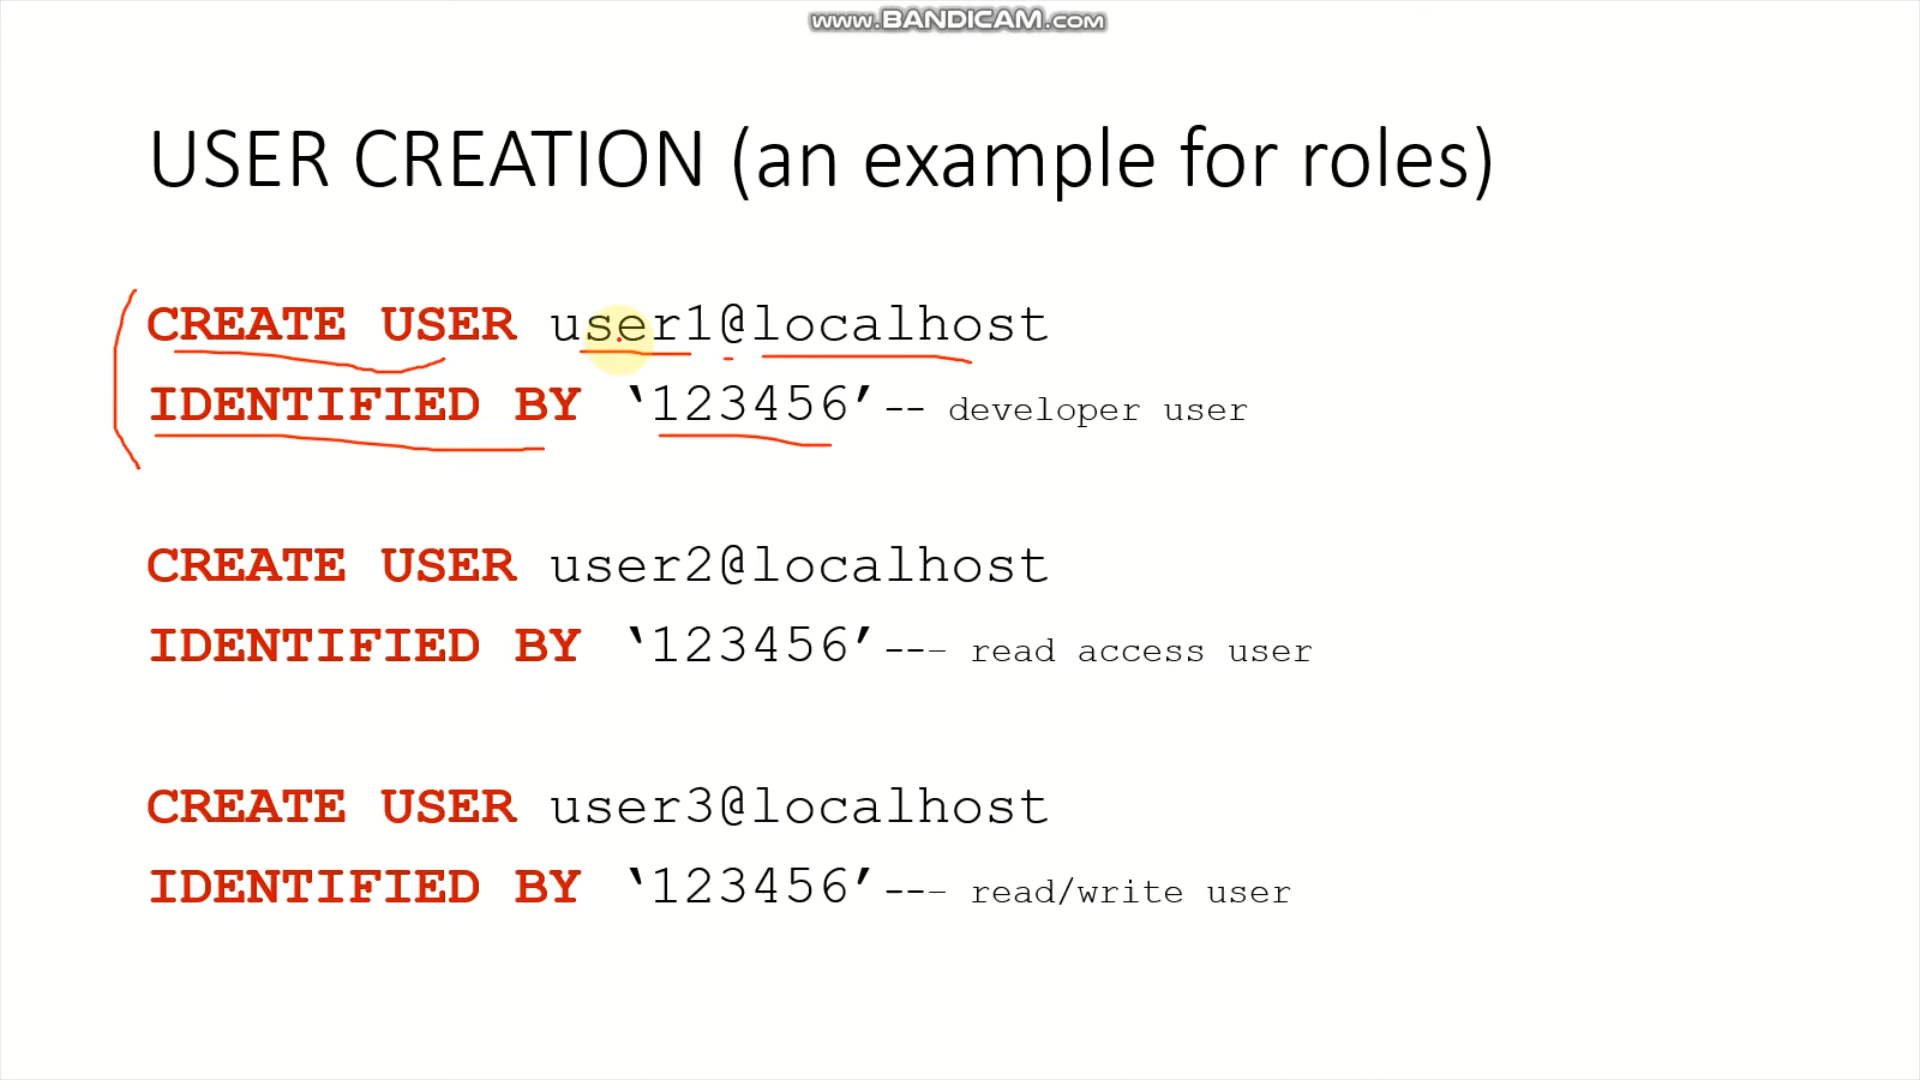 www.BANDICAM.com
USER CREATION (an example for roles)
CREATE USER user1@localhost
IDENTIFIED BY ‘123456’-- developer user
CREATE USER user2@localhost
IDENTIFIED BY ‘123456’--– read access user
CREATE USER user3@localhost
IDENTIFIED BY ‘123456’--– read/write user